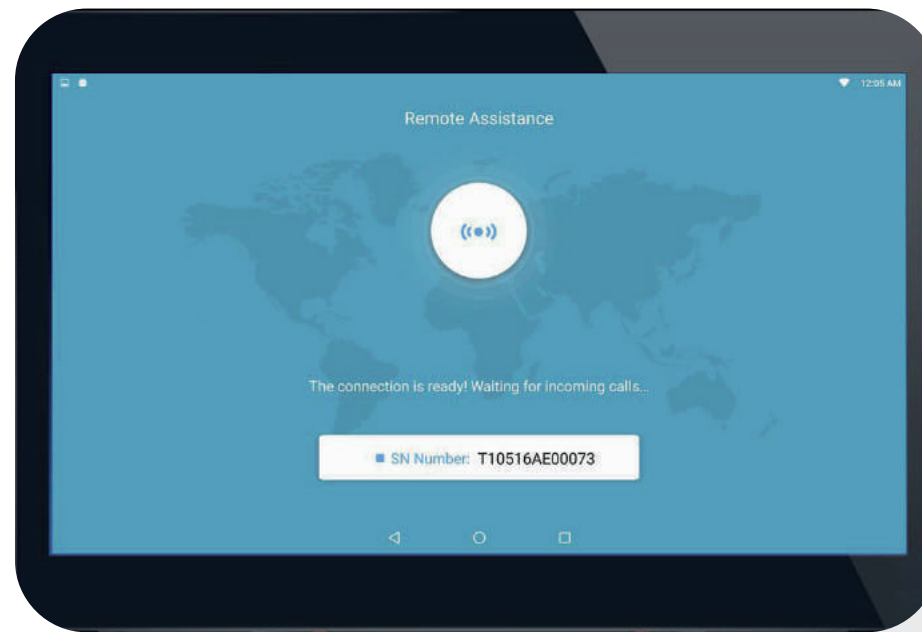 12:05 AM
Remote Assistance
The connection is ready! Waiting for incoming calls...
SN Number: T10516AE00073